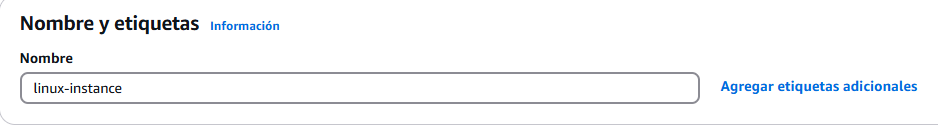 Nombre y etiquetas Información
Nombre
linux-instance
Agregar etiquetas adicionales